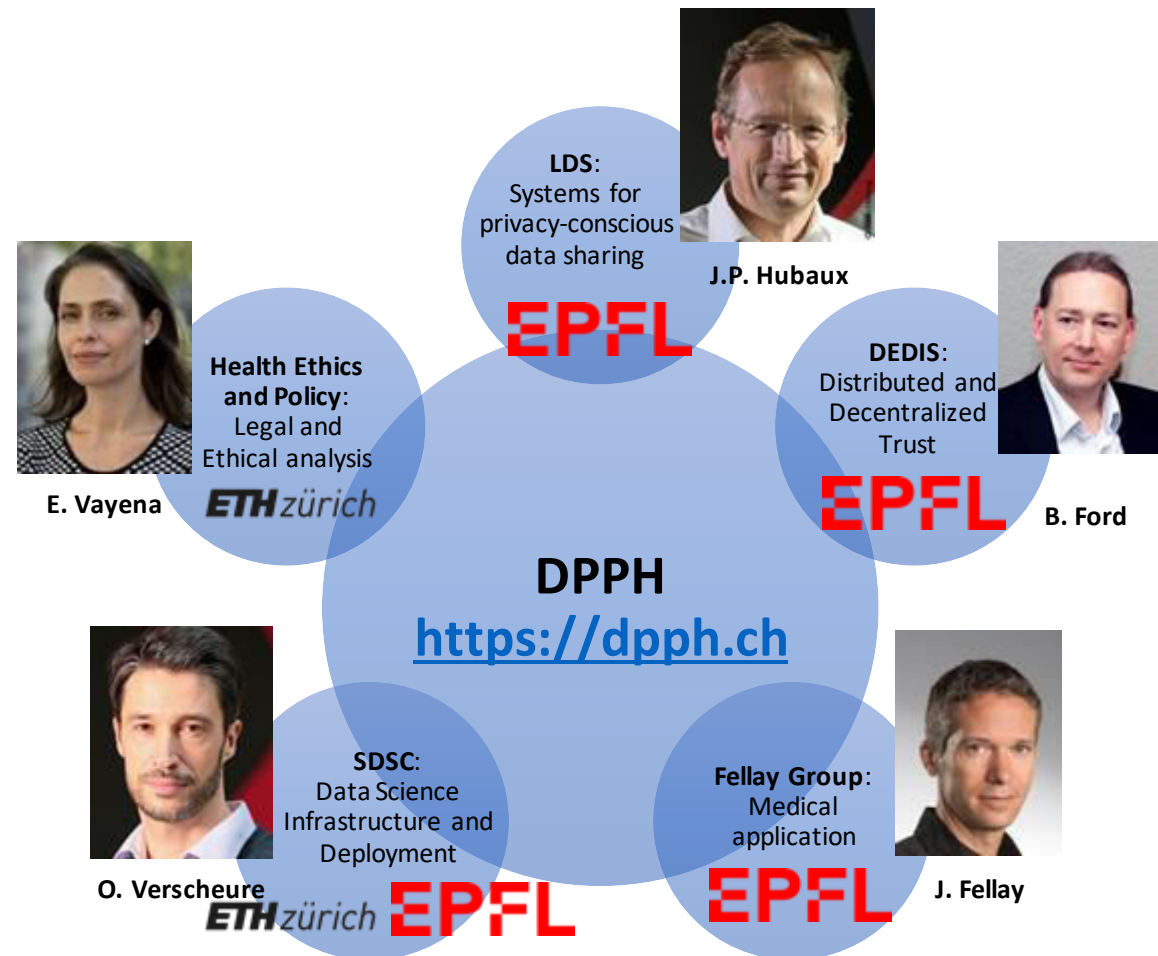 LDS:
Systems for
privacy-conscious
data sharing
EPFL
J.P. Hubaux
Health Ethics
and Policy:
Legal and
Ethical analysis
ETH zürich
E. Vayena
DEDIS:
Distributed and
Decentralized
Trust
EPFL
B. Ford
DPPH
https://dpph.ch
SDSC:
Data Science
Infrastructure and
Deployment
O. Verscheure
ETH zürich EPFL
Fellay Group:
Medical
application
EPFL
J. Fellay